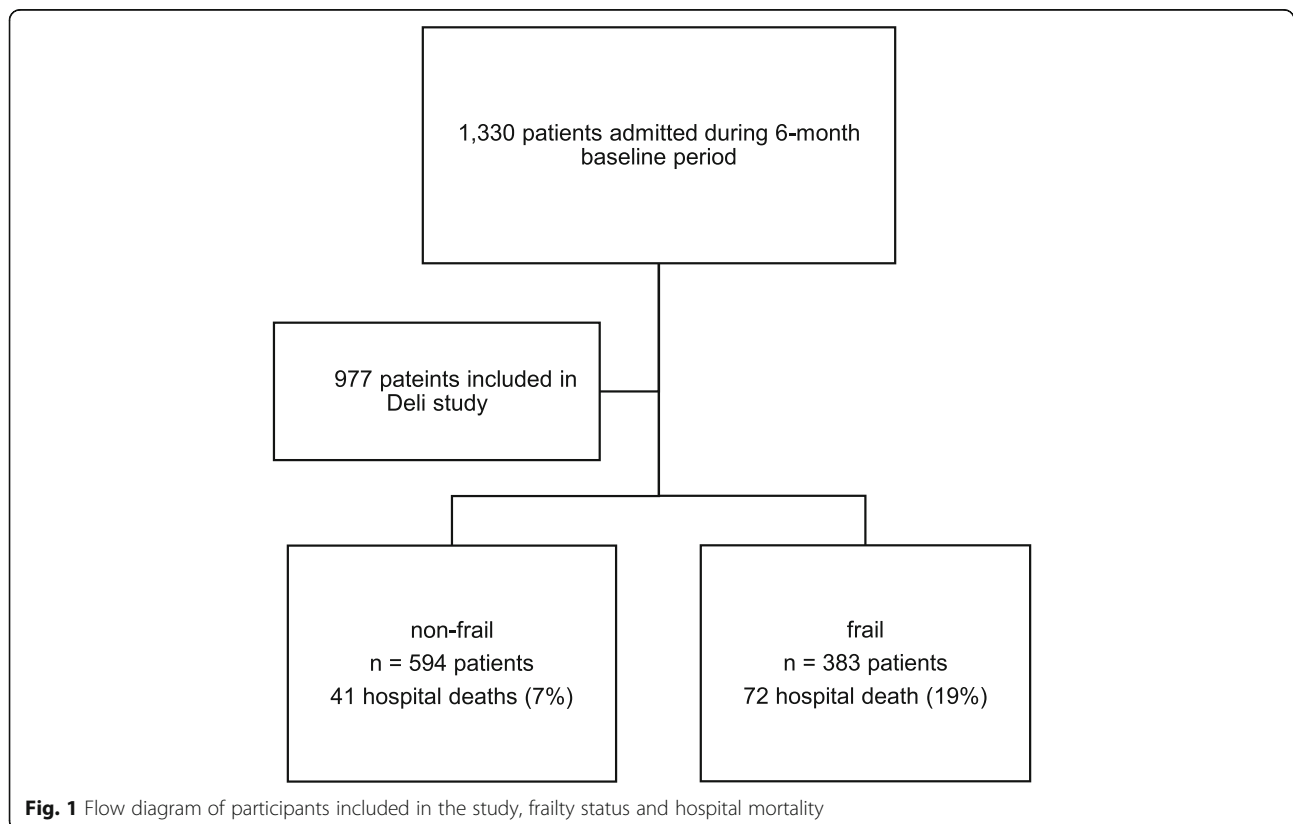 1,330 patients admitted during 6-month
baseline period
977 pateints included in
Deli study
non-frail
n = 594 patients
41 hospital deaths (7%)
frail
n = 383 patients
72 hospital death (19%)
Fig. 1 Flow diagram of participants included in the study, frailty status and hospital mortality